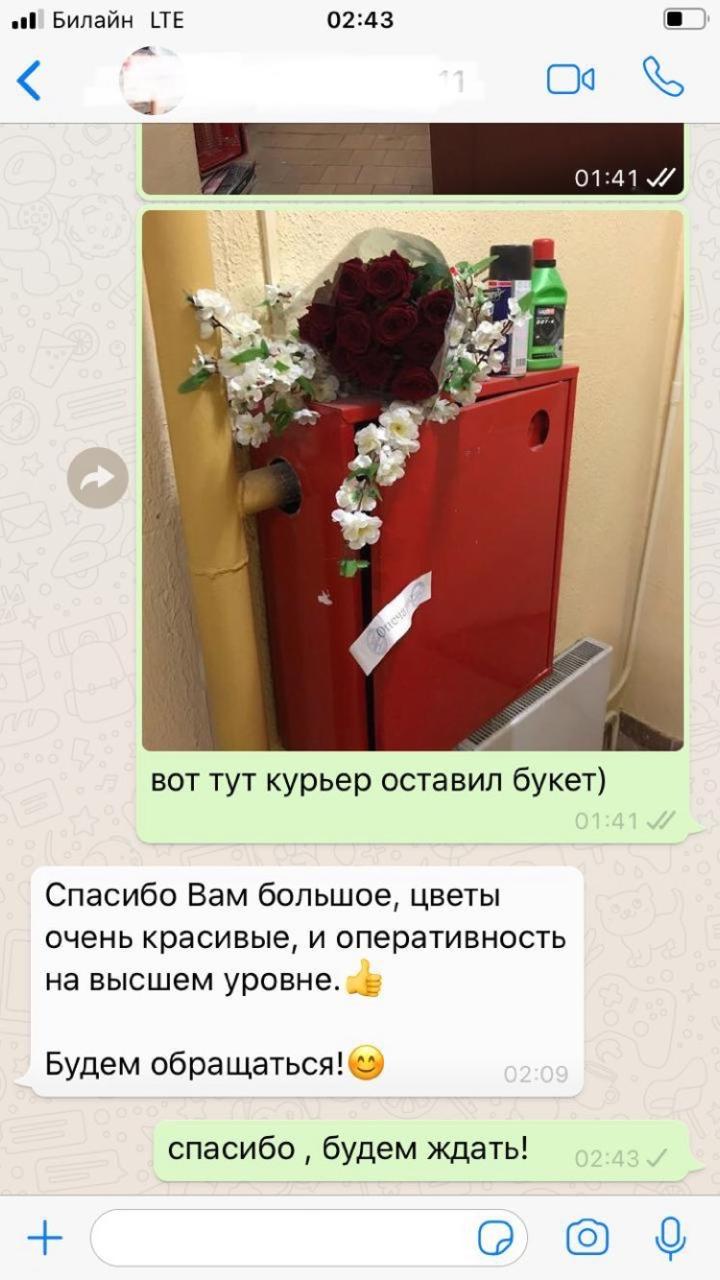 Билайн LTE
02:43
11
01:41
Опечат
вот тут курьер оставил букет)
01:41
Спасибо Вам большое, цветы
очень красивые, и оперативность
на высшем уровне.👍
Будем обращаться!😊
02:09
спасибо , будем ждать!
02:43